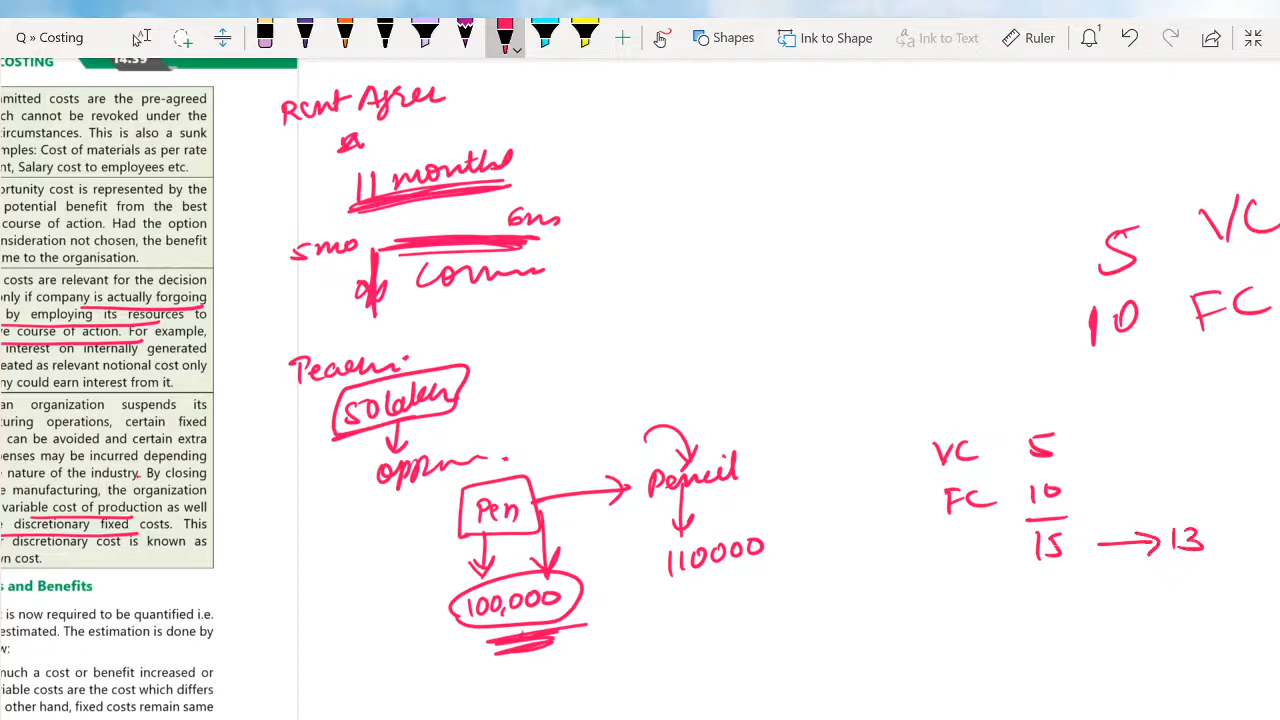 Q » Costing
Shapes
Ink to Shape
Ink to Text
Ruler
COSTING
14.39
mmitted costs are the pre-agreed
ch cannot be revoked under the
ircumstances. This is also a sunk
mples: Cost of materials as per rate
nt, Salary cost to employees etc.
ortunity cost is represented by the
potential benefit from the best
course of action. Had the option
nsideration not chosen, the benefit
me to the organisation.
costs are relevant for the decision
only if company is actually forgoing
by employing its resources to
ve course of action. For example,
interest on internally generated
eated as relevant notional cost only
ny could earn interest from it.
an organization suspends its
turing operations, certain fixed
can be avoided and certain extra
penses may be incurred depending
nature of the industry. By closing
e manufacturing, the organization
variable cost of production as well
e discretionary fixed costs. This
r discretionary cost is known as
wn cost.
s and Benefits
is now required to be quantified i.e.
estimated. The estimation is done by
w:
much a cost or benefit increased or
iable costs are the cost which differs
other hand, fixed costs remain same
Rent Agree
11 months
5 mo
6ms
Pen
100,000
Pencil
110000
5 VC
10 FC
VC 5
FC 10
15
13